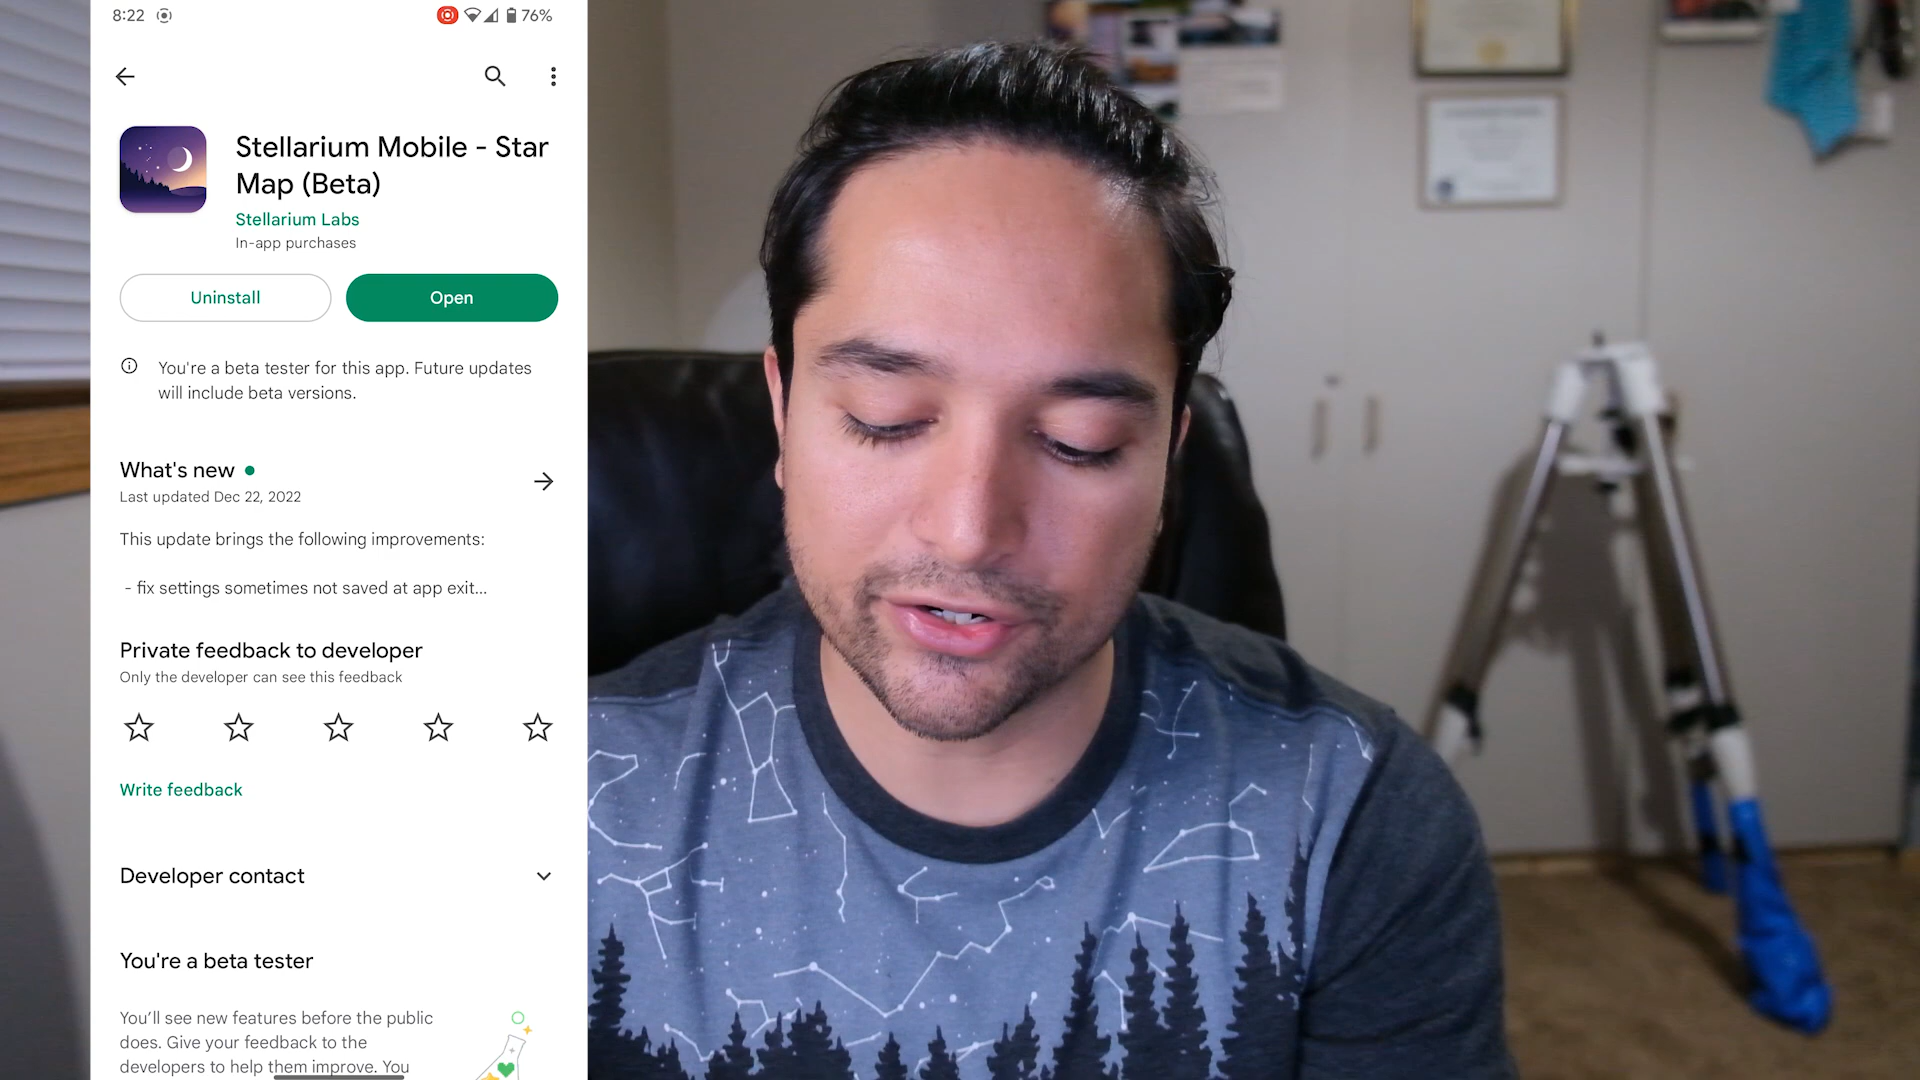 8:22
76%
Stellarium Mobile - Star
Map (Beta)
Stellarium Labs
In-app purchases
Uninstall
Open
You're a beta tester for this app. Future updates
will include beta versions.
What's new
Last updated Dec 22, 2022
This update brings the following improvements:
- fix settings sometimes not saved at app exit...
Private feedback to developer
Only the developer can see this feedback
Write feedback
Developer contact
You're a beta tester
You'll see new features before the public
does. Give your feedback to the
developers to help them improve. You